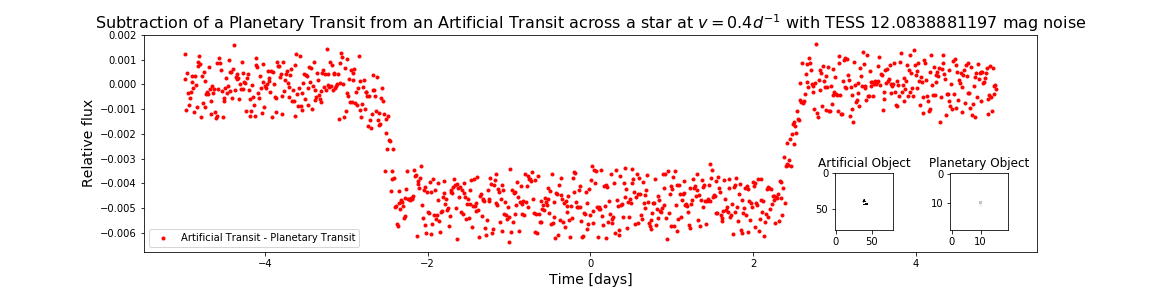 Subtraction of a Planetary Transit from an Artificial Transit across a star at v = 0.4d⁻¹ with TESS 12.0838881197 mag noise
Relative flux
0.002
0.001
0.000
−0.001
−0.002
−0.003
−0.004
−0.005
−0.006
Artificial Transit - Planetary Transit
Artificial Object
0
50
0 50
Planetary Object
0
10
0 10
−4 −2 0 2 4
Time [days]